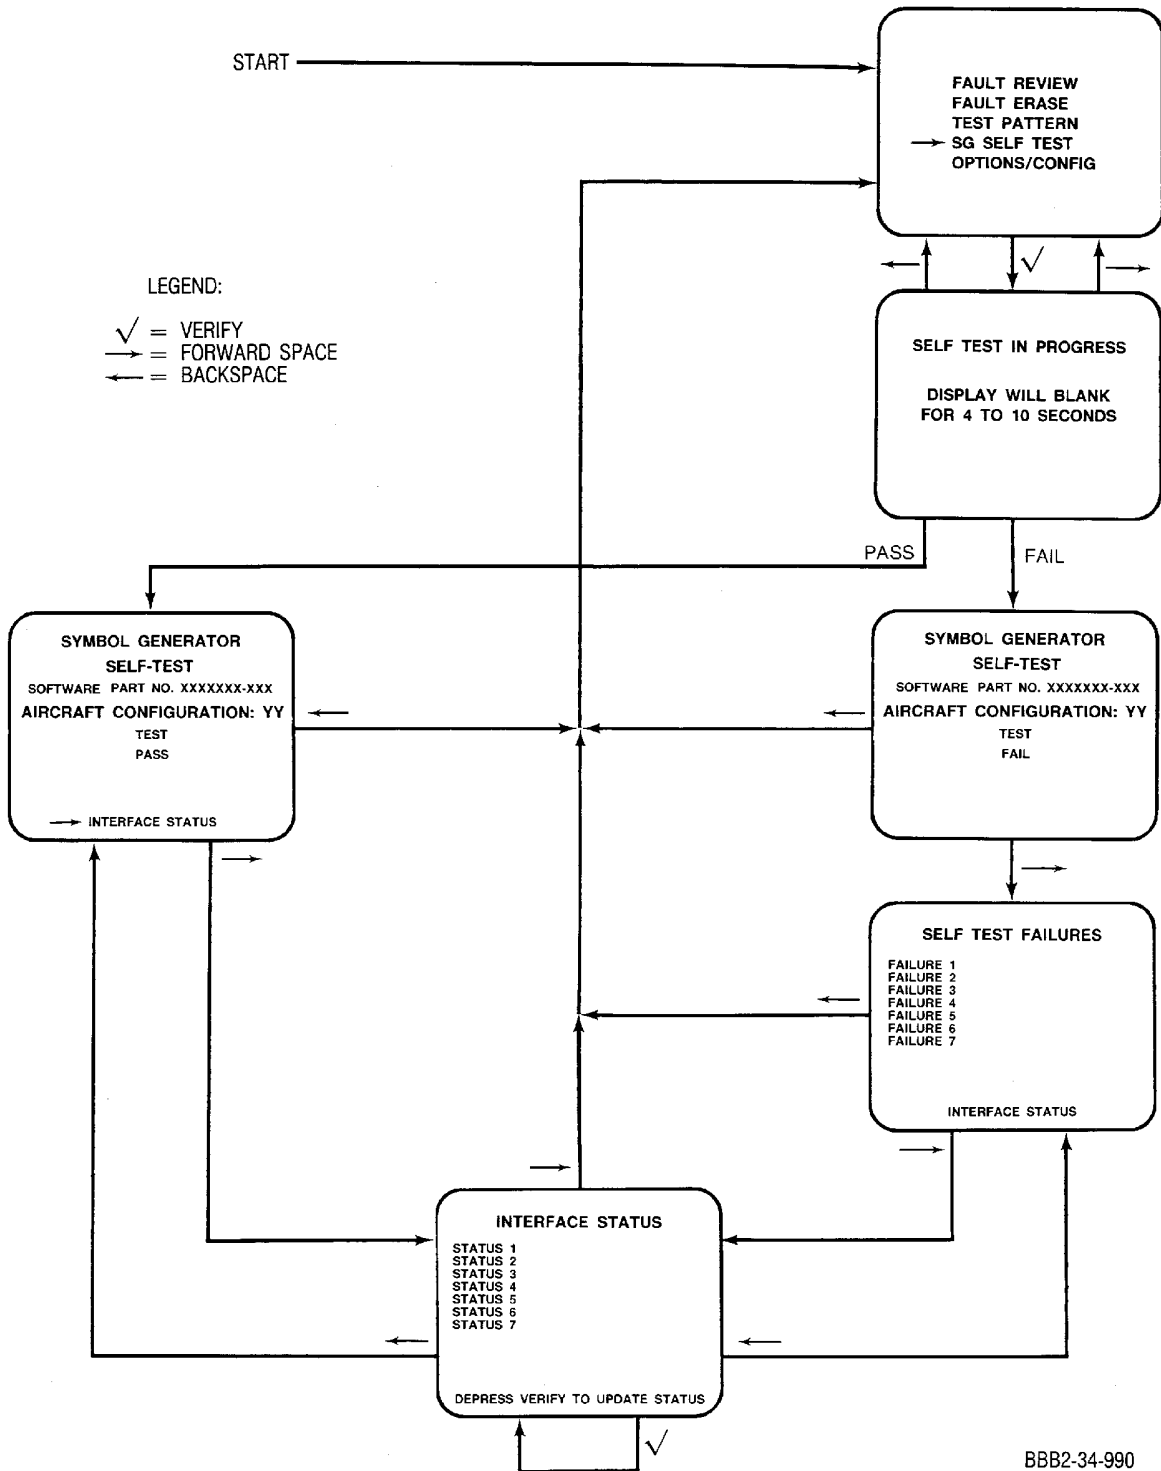 START
FAULT REVIEW
FAULT ERASE
TEST PATTERN
→ SG SELF TEST
OPTIONS/CONFIG
√
←
→
LEGEND:
√ = VERIFY
→ = FORWARD SPACE
← = BACKSPACE
SELF TEST IN PROGRESS
DISPLAY WILL BLANK
FOR 4 TO 10 SECONDS
PASS
FAIL
SYMBOL GENERATOR
SELF-TEST
SOFTWARE PART NO. XXXXXXX-XXX
AIRCRAFT CONFIGURATION: YY
TEST
PASS
→ INTERFACE STATUS
SYMBOL GENERATOR
SELF-TEST
SOFTWARE PART NO. XXXXXXX-XXX
AIRCRAFT CONFIGURATION: YY
TEST
FAIL
SELF TEST FAILURES
FAILURE 1
FAILURE 2
FAILURE 3
FAILURE 4
FAILURE 5
FAILURE 6
FAILURE 7
INTERFACE STATUS
INTERFACE STATUS
STATUS 1
STATUS 2
STATUS 3
STATUS 4
STATUS 5
STATUS 6
STATUS 7
DEPRESS VERIFY TO UPDATE STATUS
√
BBB2-34-990